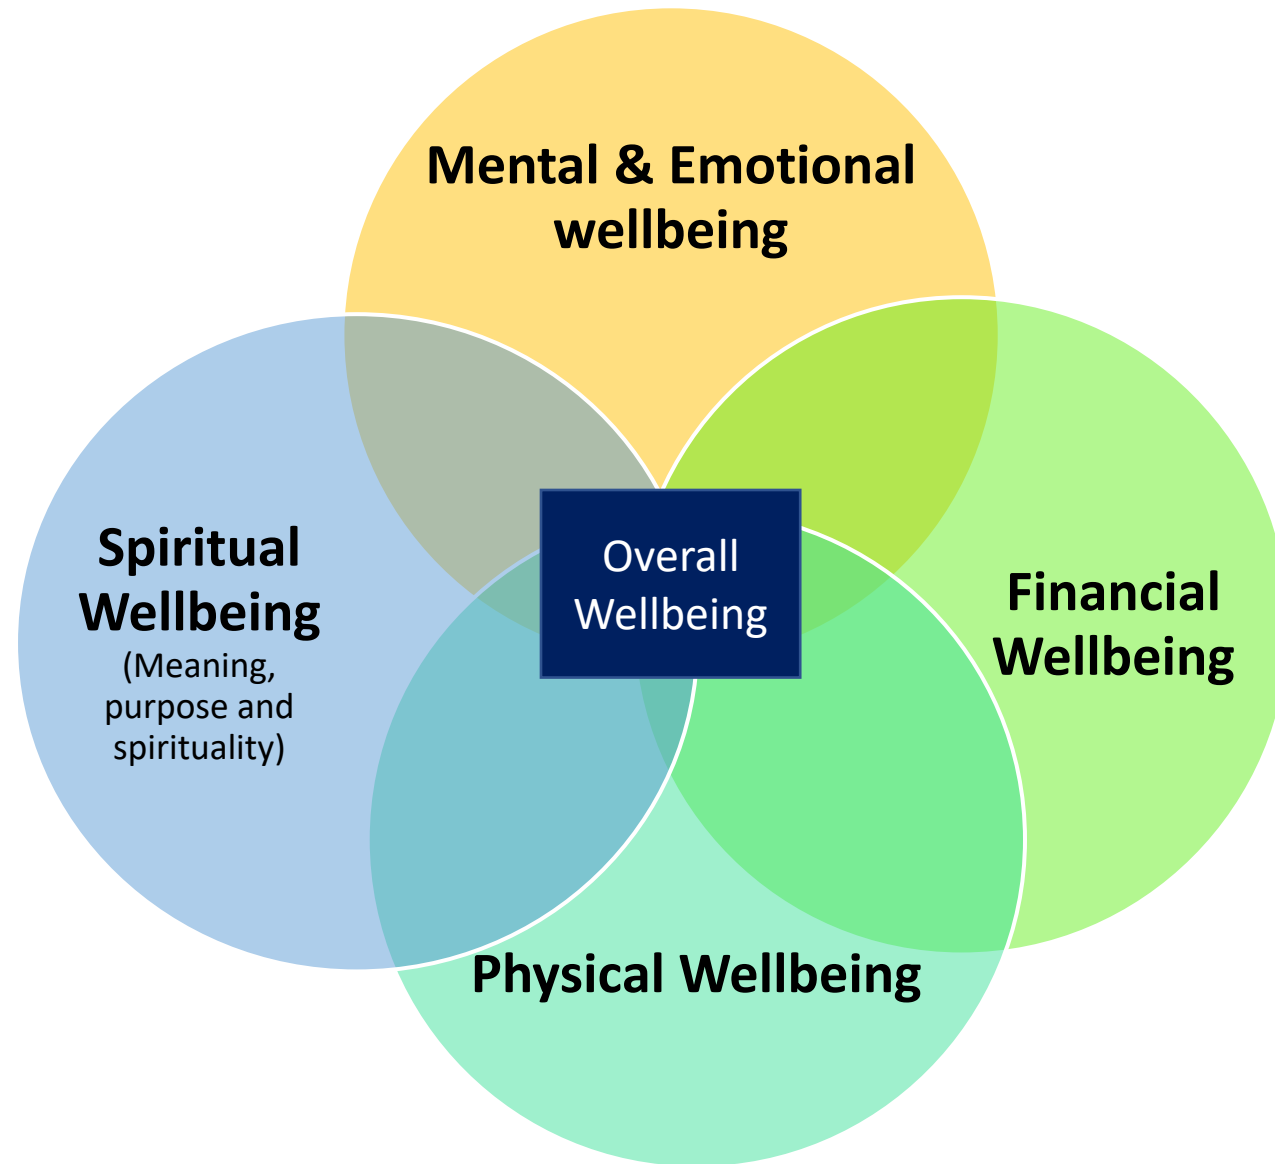 Mental & Emotional
wellbeing
Spiritual
Wellbeing
(Meaning,
purpose and
spirituality)
Overall
Wellbeing
Financial
Wellbeing
Physical Wellbeing